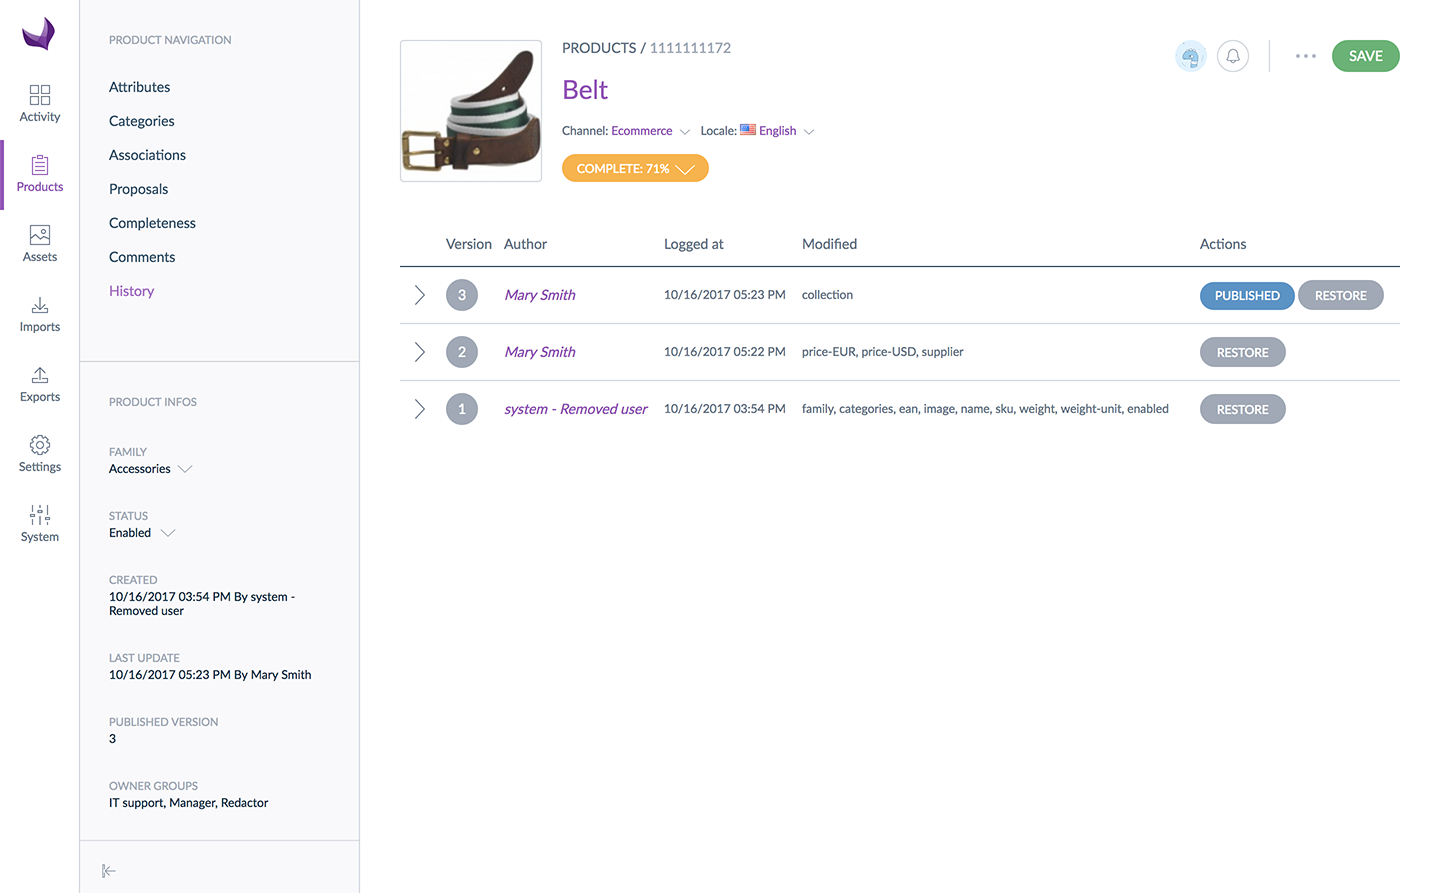 Activity
Products
Assets
Imports
Exports
Settings
System
PRODUCT NAVIGATION
Attributes
Categories
Associations
Proposals
Completeness
Comments
History
PRODUCT INFOS
FAMILY
Accessories
STATUS
Enabled
CREATED
10/16/2017 03:54 PM By system -
Removed user
LAST UPDATE
10/16/2017 05:23 PM By Mary Smith
PUBLISHED VERSION
3
OWNER GROUPS
IT support, Manager, Redactor
PRODUCTS / 1111111172
Belt
Channel: Ecommerce Locale: English
COMPLETE: 71%
SAVE
Version Author Logged at Modified Actions
3 Mary Smith 10/16/2017 05:23 PM collection PUBLISHED RESTORE
2 Mary Smith 10/16/2017 05:22 PM price-EUR, price-USD, supplier RESTORE
1 system - Removed user 10/16/2017 03:54 PM family, categories, ean, image, name, sku, weight, weight-unit, enabled RESTORE